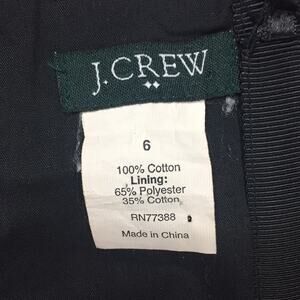 J.CREW
6
100% Cotton
Lining:
65% Polyester
35% Cotton
RN77388
Made in China